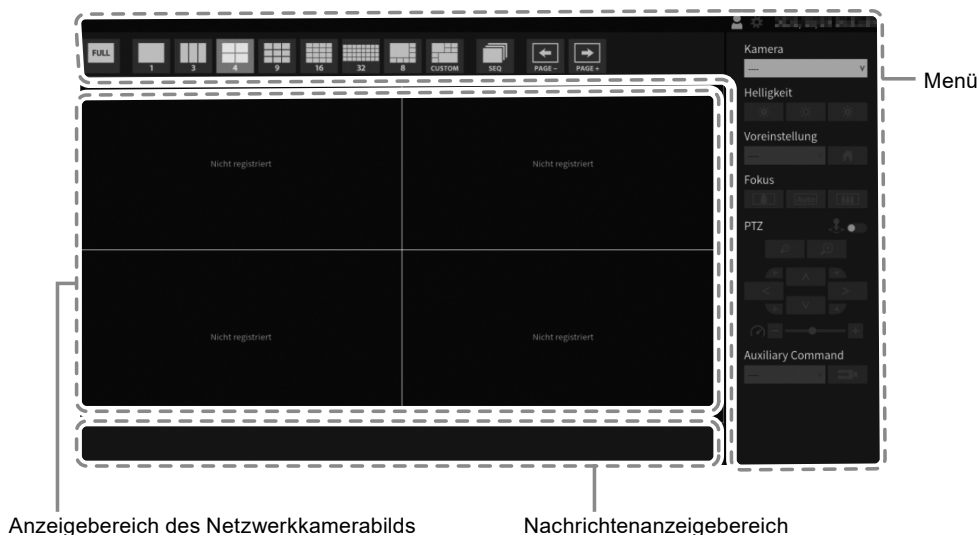 FULL
1
3
4
9
16
32
8
CUSTOM
SEQ
PAGE –
PAGE +
Kamera
—
Helligkeit
Voreinstellung
—
Fokus
Auto
PTZ
Auxiliary Command
—
Menü
Nicht registriert
Nicht registriert
Nicht registriert
Nicht registriert
Anzeigebereich des Netzwerkkamerabilds
Nachrichtenanzeigebereich